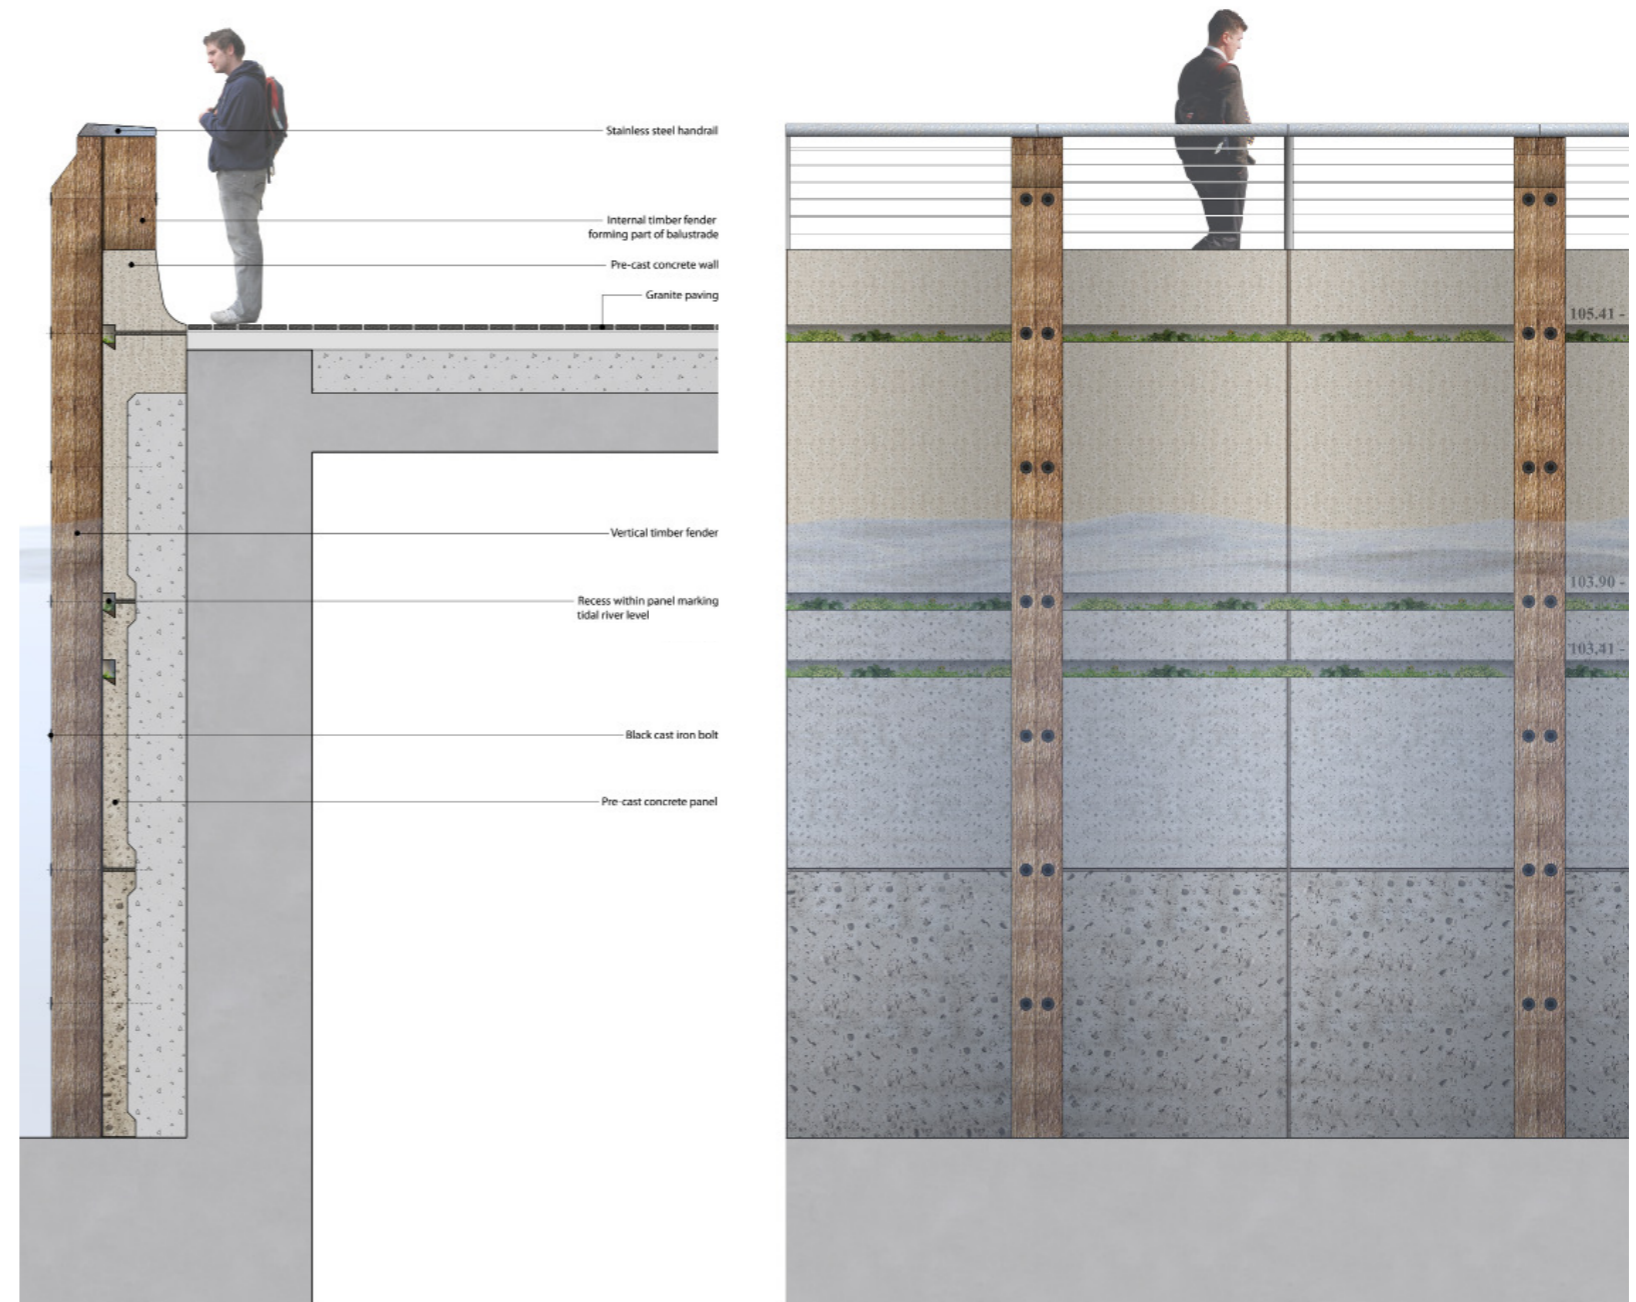 Stainless steel handrail
Internal timber fender
forming part of balustrade
Pre-cast concrete wall
Granite paving
Vertical timber fender
Recess within panel marking
tidal river level
Black cast iron bolt
Pre-cast concrete panel
105.41 -
103.90 -
103.41 -